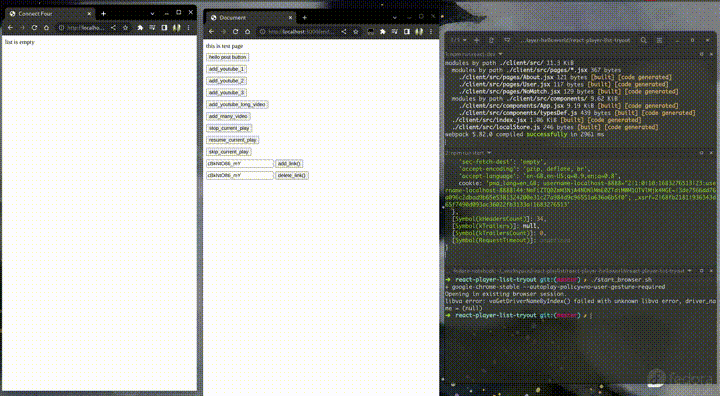 Connect Four
http://localho
list is empty
Document
http://localhost:
this is test page
hello post button
add_youtube_1
add_youtube_2
add_youtube_3
add_youtube_long_video
add_many_video
stop_current_play
resume_current_play
skip_current_play
add_link()
delete_link()
modules by path ./client/src/ 11.3 KiB
modules by path ./client/src/pages/*.jsx 367 bytes
./client/src/pages/About.jsx 121 bytes [built] [code generated]
./client/src/pages/User.jsx 117 bytes [built] [code generated]
./client/src/pages/NoMatch.jsx 129 bytes [built] [code generated]
modules by path ./client/src/components/ 9.62 KiB
./client/src/components/App.jsx 9.19 KiB [built] [code generated]
./client/src/components/typesDef.js 439 bytes [built] [code generated]
./client/src/index.jsx 1.06 KiB [built] [code generated]
./client/src/localStore.js 246 bytes [built] [code generated]
webpack 5.82.0 compiled successfully in 2961 ms
'sec-fetch-dest': 'empty',
'accept-encoding': 'gzip, deflate, br',
'accept-language': 'en-GB,en-US;q=0.9,en;q=0.8',
},
[Symbol(kHeadersCount)]: 34,
[Symbol(kTrailers)]: null,
[Symbol(kTrailersCount)]: 0,
[Symbol(RequestTimeout)]: undefined
}
➜ react-player-list-tryout git:(master) ✗ ./start_browser.sh
+ google-chrome-stable --autoplay-policy=no-user-gesture-required
Opening in existing browser session.
libva error: vaGetDriverNameByIndex() failed with unknown libva error, driver_na
me = (null)
➜ react-player-list-tryout git:(master) ✗
fedora